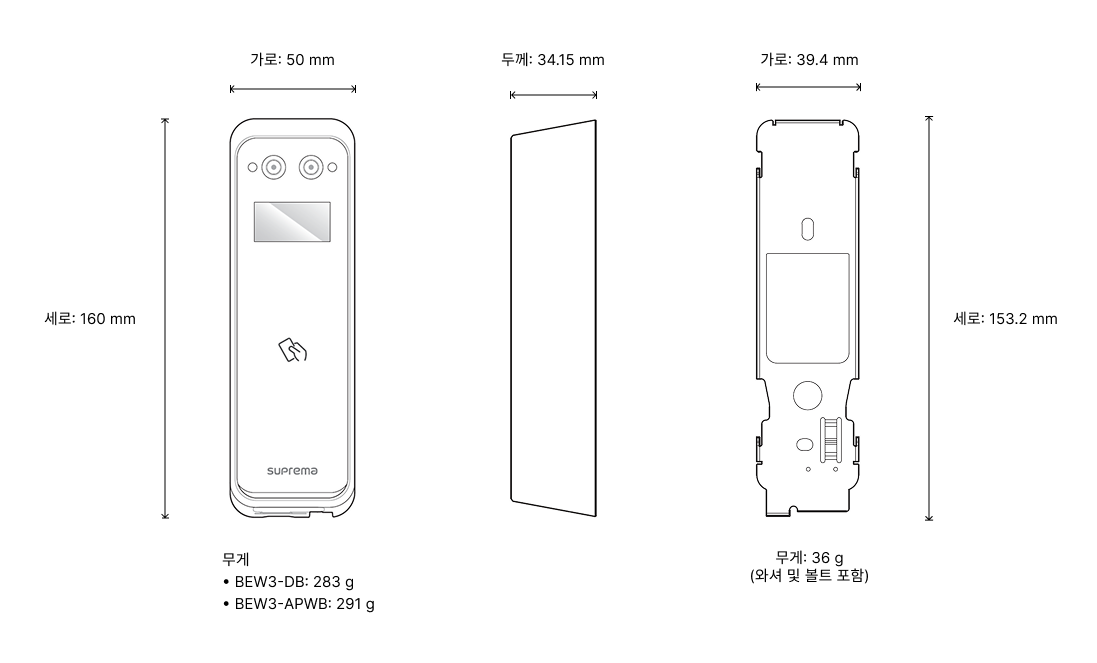 가로: 50 mm
두께: 34.15 mm
가로: 39.4 mm
세로: 160 mm
세로: 153.2 mm
suprema
무게
• BEW3-DB: 283 g
• BEW3-APWB: 291 g
무게: 36 g
(와셔 및 볼트 포함)